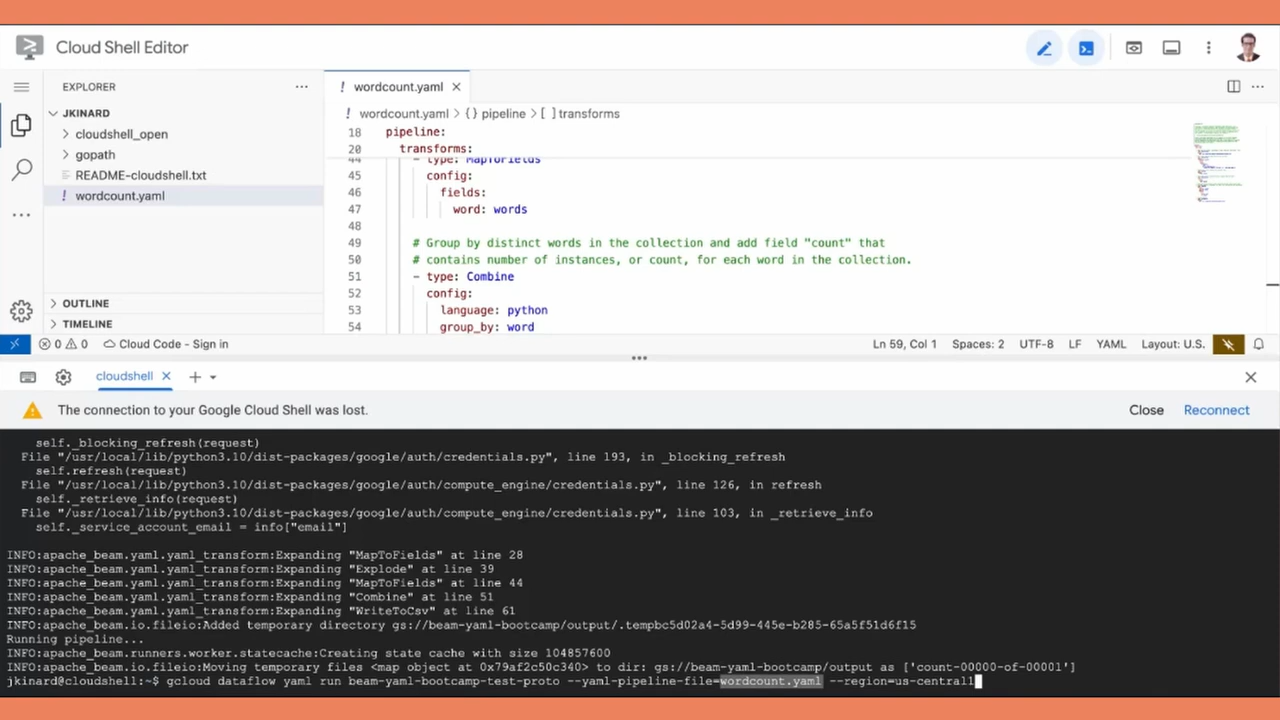 Cloud Shell Editor
EXPLORER
JKINARD
cloudshell_open
gopath
README-cloudshell.txt
! wordcount.yaml
OUTLINE
TIMELINE
! wordcount.yaml
! wordcount.yaml > {} pipeline > [ ] transforms
18 pipeline:
20 transforms:
44 - type: MapToFields
45 config:
46 fields:
47 word: words
48
49 # Group by distinct words in the collection and add field "count" that
50 # contains number of instances, or count, for each word in the collection.
51 - type: Combine
52 config:
53 language: python
54 group_by: word
0 0 Cloud Code - Sign in Ln 59, Col 1 Spaces: 2 UTF-8 LF YAML Layout: U.S.
cloudshell
The connection to your Google Cloud Shell was lost. Close Reconnect
self._blocking_refresh(request)
File "/usr/local/lib/python3.10/dist-packages/google/auth/credentials.py", line 193, in _blocking_refresh
self.refresh(request)
File "/usr/local/lib/python3.10/dist-packages/google/auth/compute_engine/credentials.py", line 126, in refresh
self._retrieve_info(request)
File "/usr/local/lib/python3.10/dist-packages/google/auth/compute_engine/credentials.py", line 103, in _retrieve_info
self._service_account_email = info["email"]
INFO:apache_beam.yaml.yaml_transform:Expanding "MapToFields" at line 28
INFO:apache_beam.yaml.yaml_transform:Expanding "Explode" at line 39
INFO:apache_beam.yaml.yaml_transform:Expanding "MapToFields" at line 44
INFO:apache_beam.yaml.yaml_transform:Expanding "Combine" at line 51
INFO:apache_beam.yaml.yaml_transform:Expanding "WriteToCsv" at line 61
INFO:apache_beam.io.fileio:Added temporary directory gs://beam-yaml-bootcamp/output/.tempbc5d02a4-5d99-445e-b285-65a5f51d6f15
Running pipeline...
INFO:apache_beam.runners.worker.statecache:Creating state cache with size 104857600
INFO:apache_beam.io.fileio:Moving temporary files <map object at 0x79af2c50c340> to dir: gs://beam-yaml-bootcamp/output as ['count-00000-of-00001']
jkinard@cloudshell:~$ gcloud dataflow yaml run beam-yaml-bootcamp-test-proto --yaml-pipeline-file=wordcount.yaml --region=us-central1